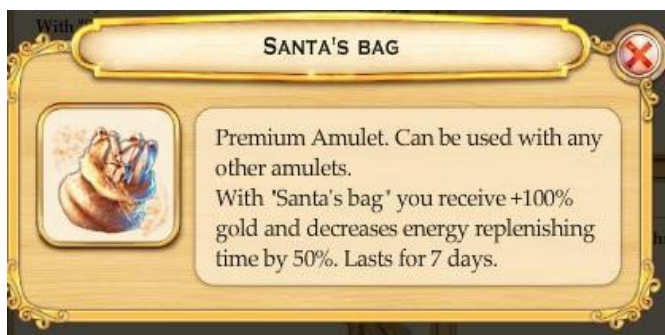 With "
SANTA'S BAG
Premium Amulet. Can be used with any
other amulets.
With "Santa's bag" you receive +100%
gold and decreases energy replenishing
time by 50%. Lasts for 7 days.